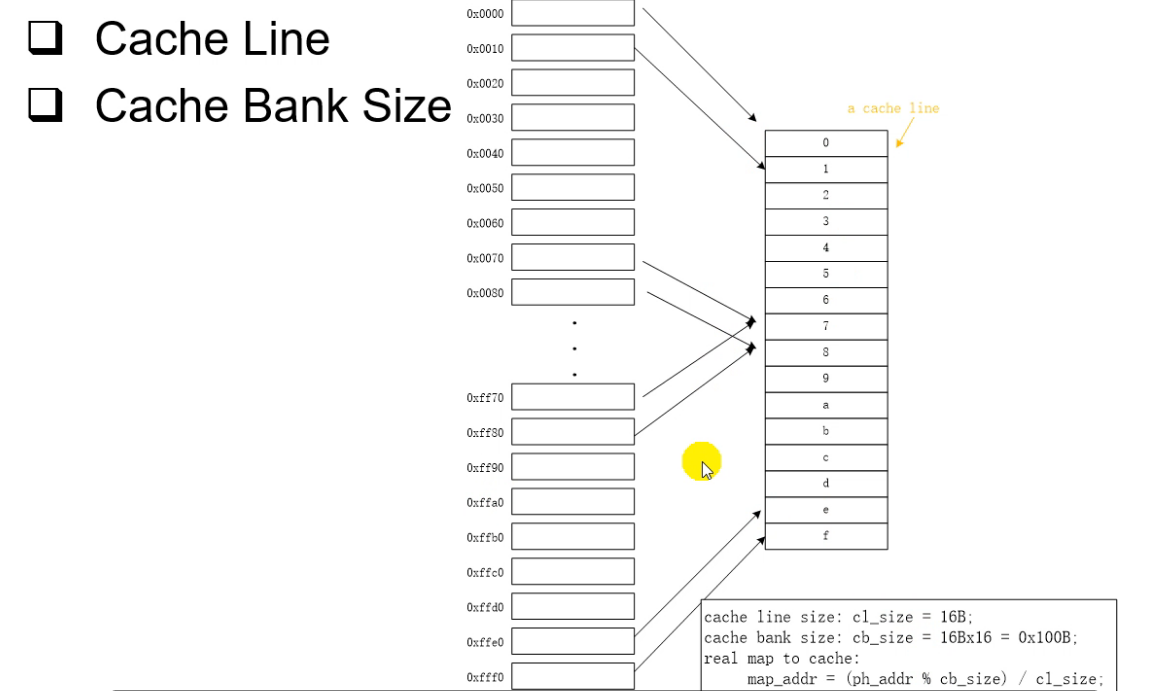 Cache Line
Cache Bank Size
0x0000
0x0010
0x0020
0x0030
0x0040
0x0050
0x0060
0x0070
0x0080
0xff70
0xff80
0xff90
0xffa0
0xffb0
0xffc0
0xffd0
0xffe0
0xfff0
a cache line
0
1
2
3
4
5
6
7
8
9
a
b
c
d
e
f
cache line size: cl_size = 16B;
cache bank size: cb_size = 16Bx16 = 0x100B;
real map to cache:
map_addr = (ph_addr % cb_size) / cl_size;